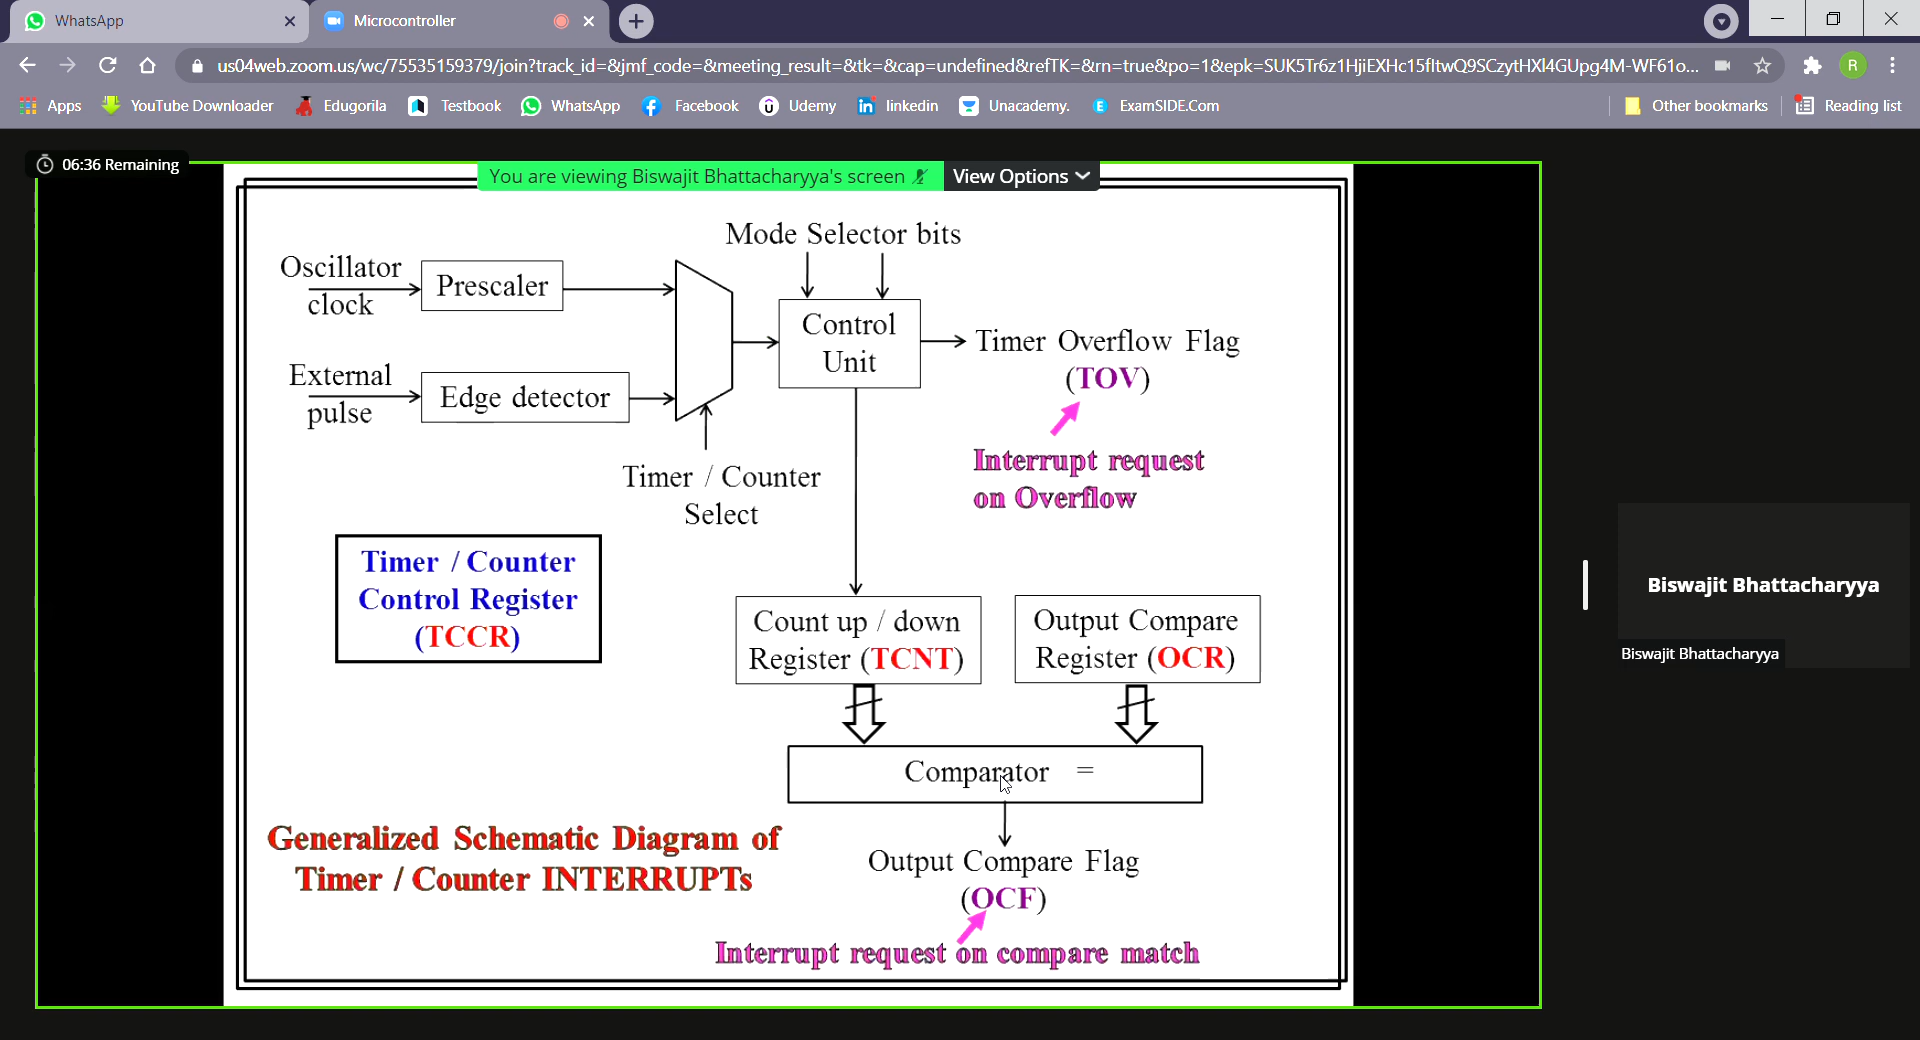 WhatsApp
Microcontroller
us04web.zoom.us/wc/75535159379/join?track_id=&jmf_code=&meeting_result=&tk=&cap=undefined&refTK=&rn=true&po=1&epk=SUK5Tr6z1HjiEXHc15fItwQ9SCzytHXl4GUpg4M-WF61o...
R
Apps
YouTube Downloader
Edugorila
Testbook
WhatsApp
Facebook
Udemy
linkedin
Unacademy.
ExamSIDE.Com
Other bookmarks
Reading list
06:36 Remaining
You are viewing Biswajit Bhattacharyya's screen
View Options
Mode Selector bits
Oscillator
clock
Prescaler
Control
Unit
Timer Overflow Flag
(TOV)
External
pulse
Edge detector
Interrupt request
on Overflow
Timer / Counter
Select
Timer / Counter
Control Register
(TCCR)
Count up / down
Register (TCNT)
Output Compare
Register (OCR)
Comparator =
Generalized Schematic Diagram of
Timer / Counter INTERRUPTs
Output Compare Flag
(OCF)
Interrupt request on compare match
Biswajit Bhattacharyya
Biswajit Bhattacharyya